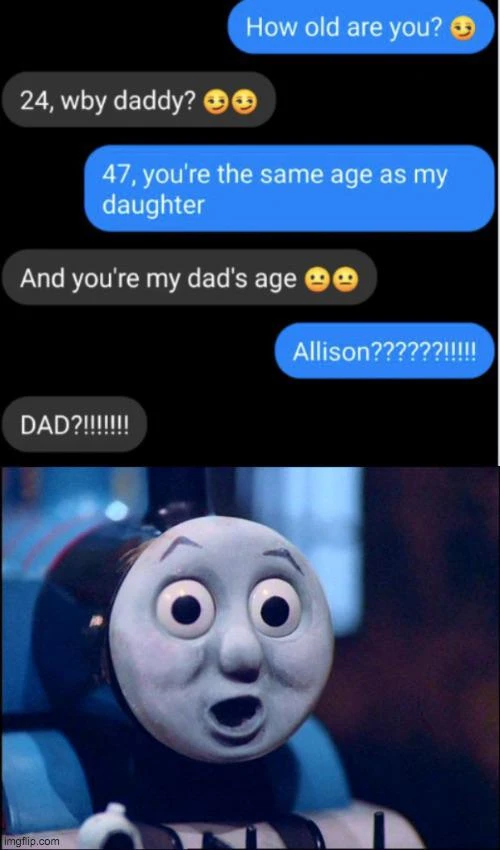 How old are you? 😏
24, wby daddy? 😏😏
47, you're the same age as my
daughter
And you're my dad's age 😐😐
Allison??????!!!!!
DAD?!!!!!!!
imgflip.com